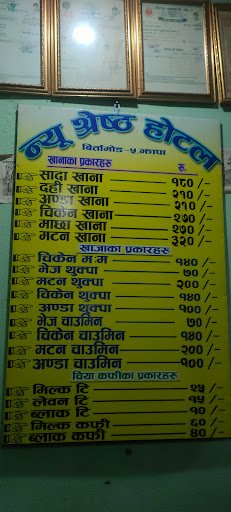 न्यू श्रेष्ठ होटल
बिर्तामोड - ५, झापा
खानाका प्रकारहरु रु.
सादा खाना १८०/-
दही खाना २१०/-
अण्डा खाना २१०/-
चिकेन खाना २७०/-
माछा खाना २७०/-
मटन खाना ३२०/-
खाजाका प्रकारहरु
चिकेन म:म: १४०/-
भेज थुक्पा ७०/-
मटन थुक्पा २००/-
चिकेन थुक्पा १४०/-
अण्डा थुक्पा १००/-
भेज चाउमिन ७०/-
चिकेन चाउमिन १४०/-
मटन चाउमिन २००/-
अण्डा चाउमिन १००/-
चिया कफीका प्रकारहरु
मिल्क टि २५/-
लेवन टि १५/-
ब्लाक टि १०/-
मिल्क कफी ६०/-
ब्लाक कफी ४०/-